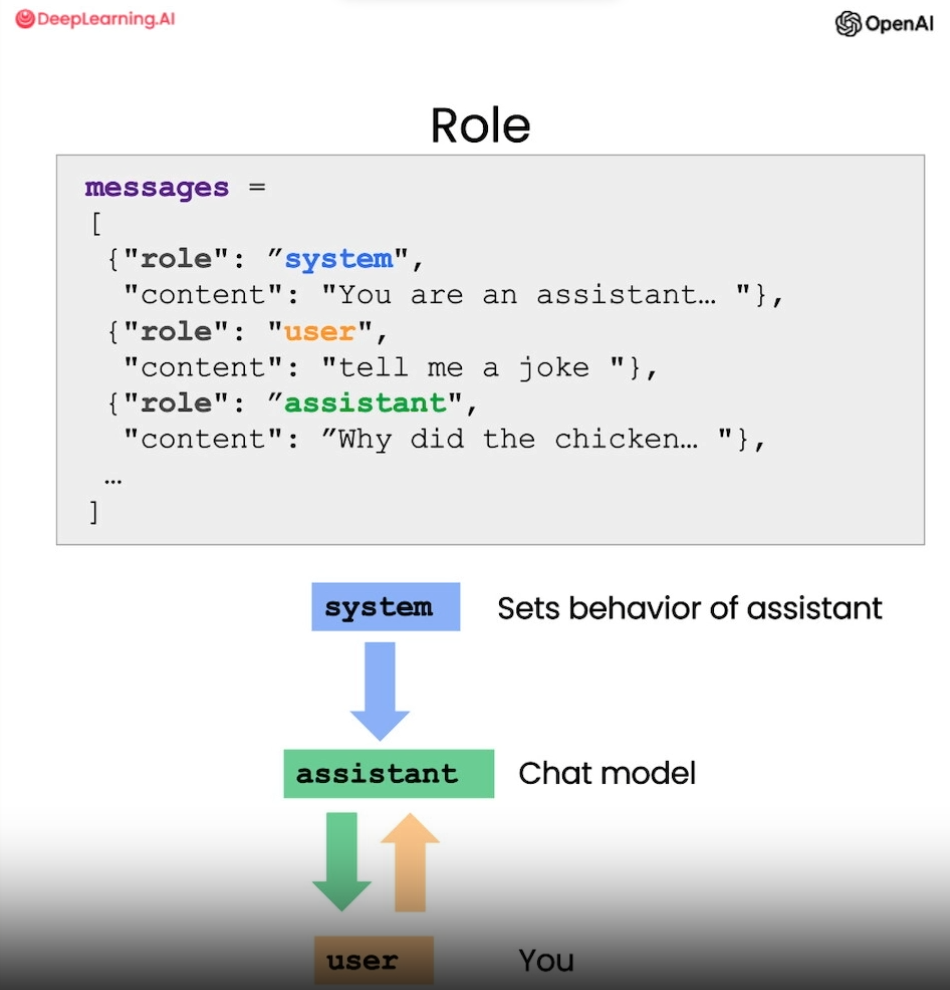 DeepLearning.AI
OpenAI
Role
messages =
[
{"role": ”system",
"content": "You are an assistant… "},
{"role": "user",
"content": "tell me a joke "},
{"role": ”assistant",
"content": ”Why did the chicken… "},
…
]
system Sets behavior of assistant
assistant Chat model
user You